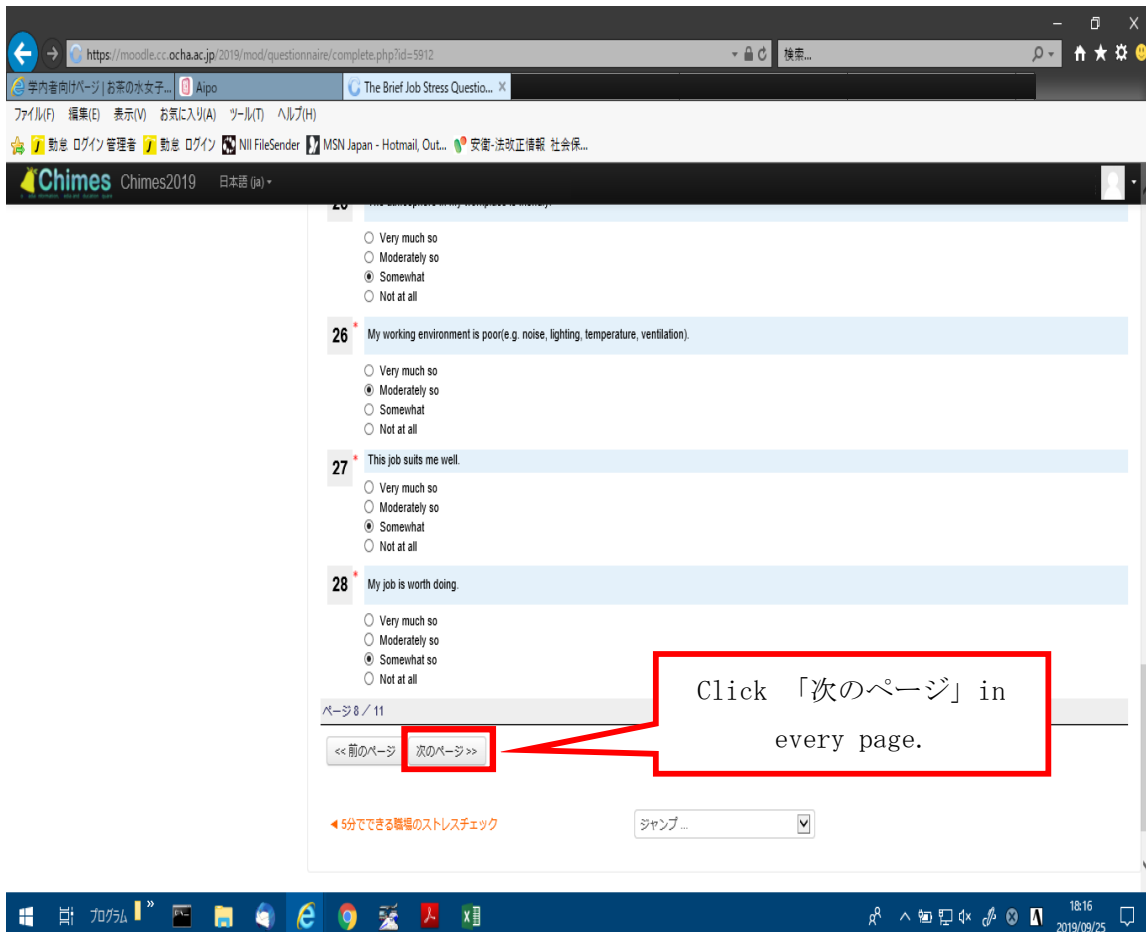 https://moodle.cc.ocha.ac.jp/2019/mod/questionnaire/complete.php?id=5912
検索...
学内者向けページ | お茶の水女子...
Aipo
The Brief Job Stress Questio...
ファイル(F) 編集(E) 表示(V) お気に入り(A) ツール(T) ヘルプ(H)
勤怠 ログイン 管理者 勤怠 ログイン NII FileSender MSN Japan - Hotmail, Out... 安衛-法改正情報 社会保...
Chimes Chimes2019 日本語 (ja)
Very much so
Moderately so
Somewhat
Not at all
26 * My working environment is poor(e.g. noise, lighting, temperature, ventilation).
Very much so
Moderately so
Somewhat
Not at all
27 * This job suits me well.
Very much so
Moderately so
Somewhat
Not at all
28 * My job is worth doing.
Very much so
Moderately so
Somewhat so
Not at all
ページ 8 / 11
<< 前のページ 次のページ >>
Click 「次のページ」in
every page.
◀ 5分でできる職場のストレスチェック
ジャンプ...
プログラム »
18:16
2019/09/25